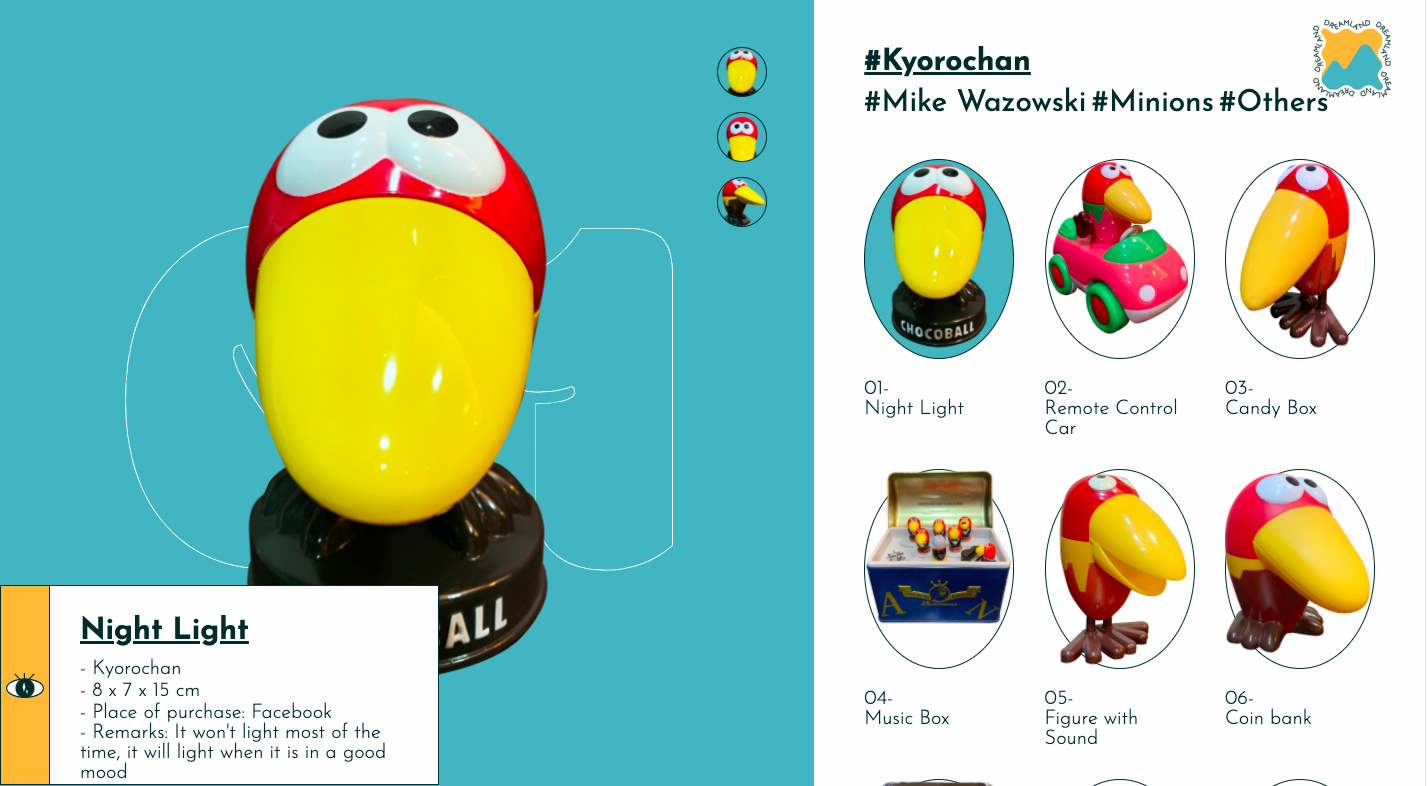 BALL
Night Light
- Kyorochan
- 8 x 7 x 15 cm
- Place of purchase: Facebook
- Remarks: It won't light most of the
time, it will light when it is in a good
mood
#Kyorochan
#Mike Wazowski #Minions #Others
DREAMLAND DREAMLAND DREAMLAND DREAMLAND
CHOCOBALL
01-
Night Light
02-
Remote Control
Car
03-
Candy Box
A N
04-
Music Box
05-
Figure with
Sound
06-
Coin bank